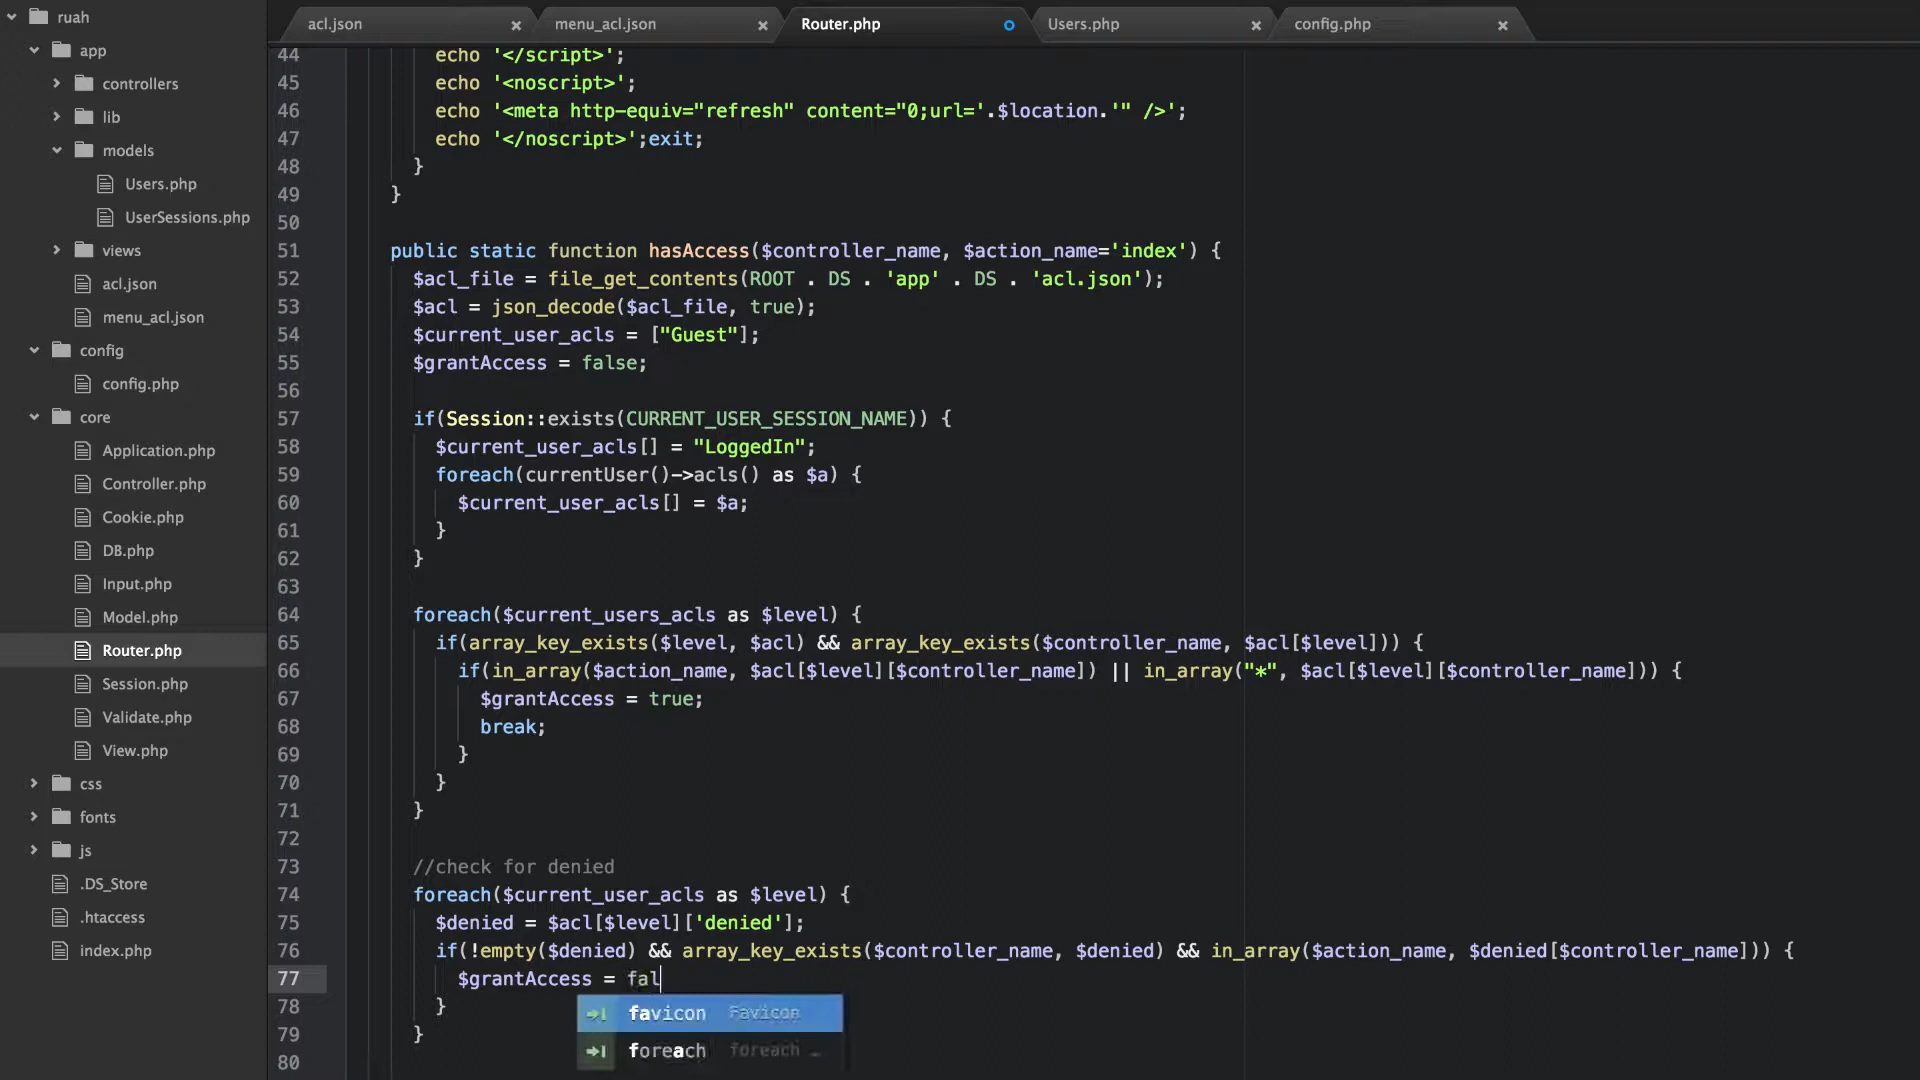 ruah
app
controllers
lib
models
Users.php
UserSessions.php
views
acl.json
menu_acl.json
config
config.php
core
Application.php
Controller.php
Cookie.php
DB.php
Input.php
Model.php
Router.php
Session.php
Validate.php
View.php
css
fonts
js
.DS_Store
.htaccess
index.php
acl.json × menu_acl.json × Router.php Users.php × config.php ×
44 echo '</script>';
45 echo '<noscript>';
46 echo '<meta http-equiv="refresh" content="0;url='.$location.'" />';
47 echo '</noscript>';exit;
48 }
49 }
50
51 public static function hasAccess($controller_name, $action_name='index') {
52 $acl_file = file_get_contents(ROOT . DS . 'app' . DS . 'acl.json');
53 $acl = json_decode($acl_file, true);
54 $current_user_acls = ["Guest"];
55 $grantAccess = false;
56
57 if(Session::exists(CURRENT_USER_SESSION_NAME)) {
58 $current_user_acls[] = "LoggedIn";
59 foreach(currentUser()->acls() as $a) {
60 $current_user_acls[] = $a;
61 }
62 }
63
64 foreach($current_users_acls as $level) {
65 if(array_key_exists($level, $acl) && array_key_exists($controller_name, $acl[$level])) {
66 if(in_array($action_name, $acl[$level][$controller_name]) || in_array("*", $acl[$level][$controller_name])) {
67 $grantAccess = true;
68 break;
69 }
70 }
71 }
72
73 //check for denied
74 foreach($current_user_acls as $level) {
75 $denied = $acl[$level]['denied'];
76 if(!empty($denied) && array_key_exists($controller_name, $denied) && in_array($action_name, $denied[$controller_name])) {
77 $grantAccess = fal
78 }
79 }
80
favicon Favicon
foreach foreach …